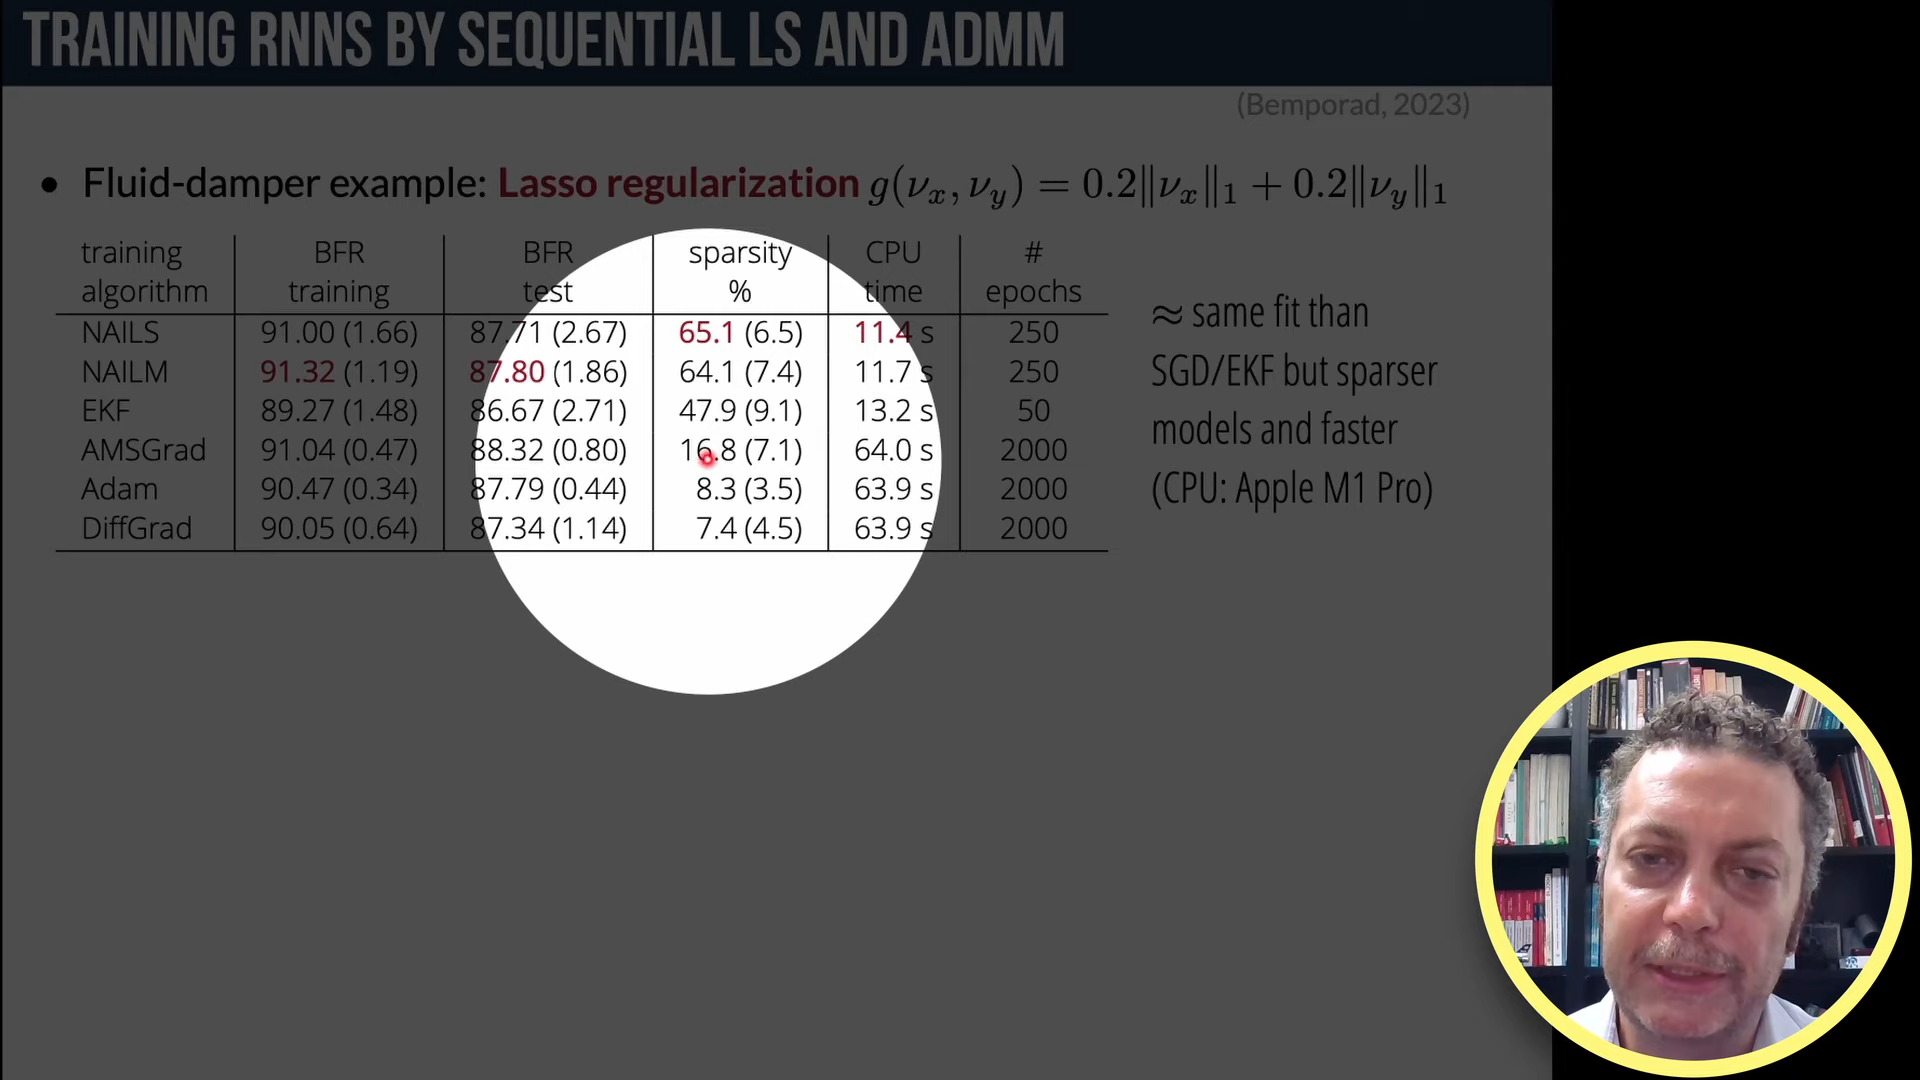 TRAINING RNNS BY SEQUENTIAL LS AND ADMM
(Bemporad, 2023)
• Fluid-damper example: Lasso regularization g(νₓ, ν_y) = 0.2‖νₓ‖₁ + 0.2‖ν_y‖₁
training algorithm | BFR training | BFR test | sparsity % | CPU time | # epochs
NAILS | 91.00 (1.66) | 87.71 (2.67) | 65.1 (6.5) | 11.4 s | 250
NAILM | 91.32 (1.19) | 87.80 (1.86) | 64.1 (7.4) | 11.7 s | 250
EKF | 89.27 (1.48) | 86.67 (2.71) | 47.9 (9.1) | 13.2 s | 50
AMSGrad | 91.04 (0.47) | 88.32 (0.80) | 16.8 (7.1) | 64.0 s | 2000
Adam | 90.47 (0.34) | 87.79 (0.44) | 8.3 (3.5) | 63.9 s | 2000
DiffGrad | 90.05 (0.64) | 87.34 (1.14) | 7.4 (4.5) | 63.9 s | 2000
≈ same fit than
SGD/EKF but sparser
models and faster
(CPU: Apple M1 Pro)